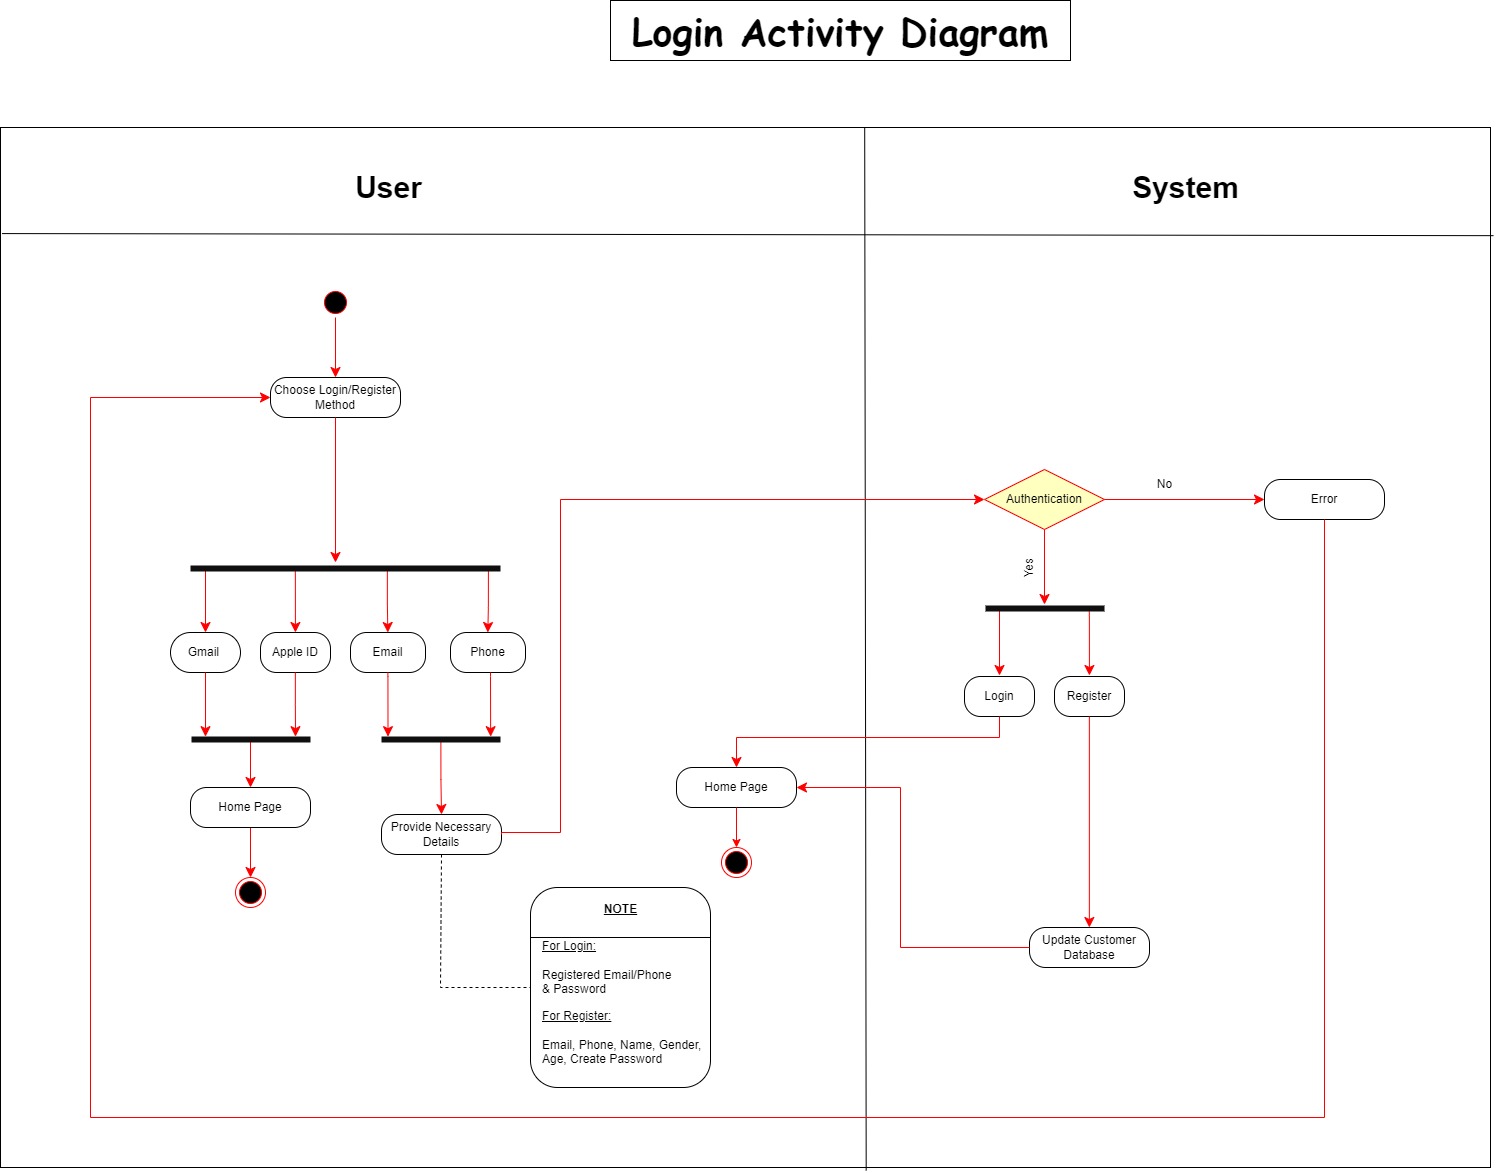 Login Activity Diagram
User
System
Choose Login/Register
Method
Authentication
No
Error
Yes
Gmail
Apple ID
Email
Phone
Login
Register
Home Page
Home Page
Provide Necessary
Details
NOTE
For Login:
Registered Email/Phone
& Password
For Register:
Email, Phone, Name, Gender,
Age, Create Password
Update Customer
Database